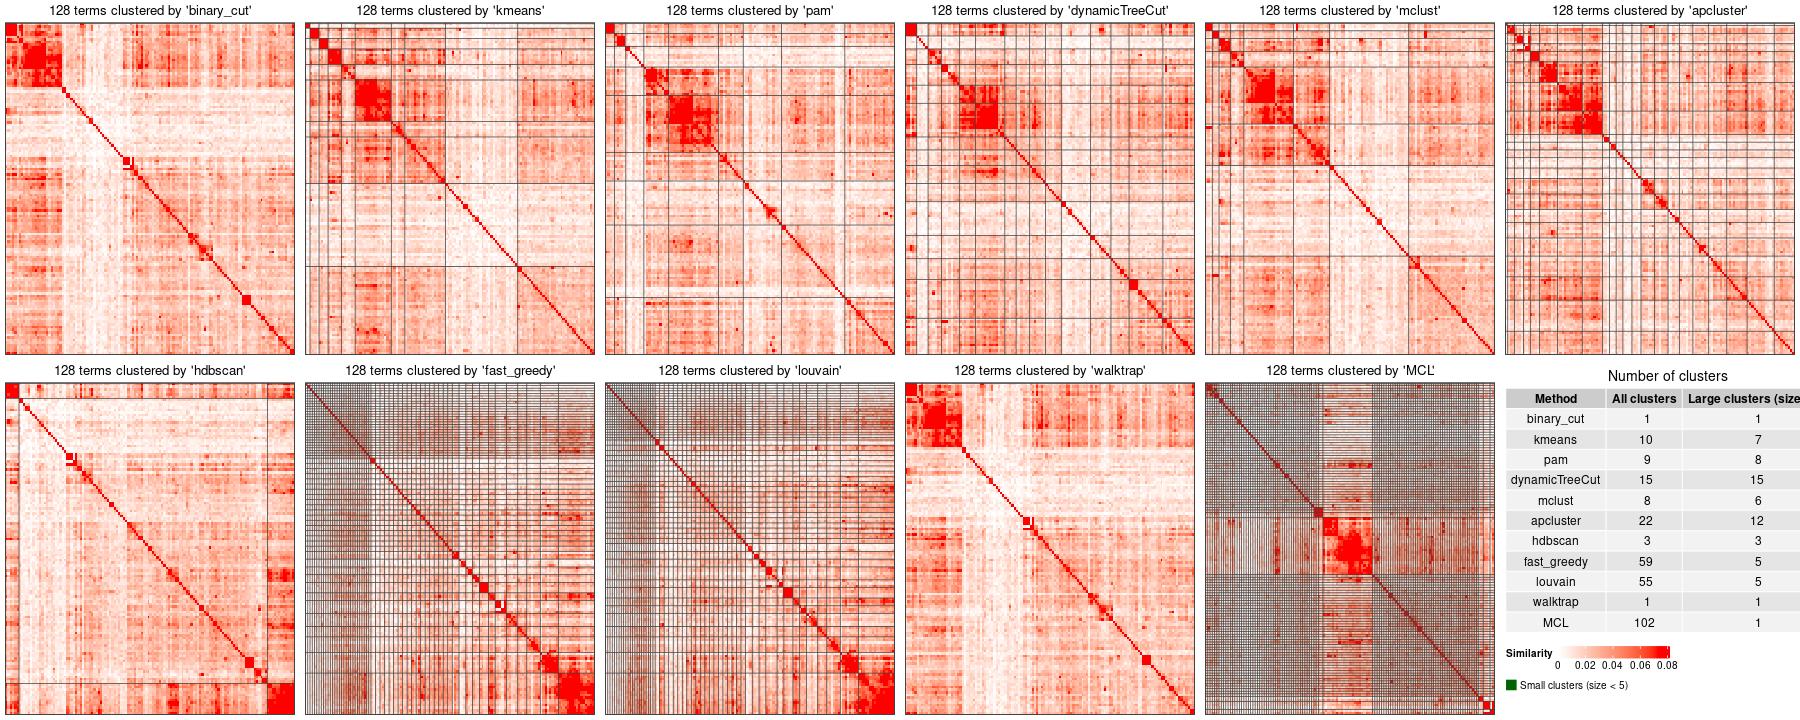 128 terms clustered by 'binary_cut'
128 terms clustered by 'kmeans'
128 terms clustered by 'pam'
128 terms clustered by 'dynamicTreeCut'
128 terms clustered by 'mclust'
128 terms clustered by 'apcluster'
128 terms clustered by 'hdbscan'
128 terms clustered by 'fast_greedy'
128 terms clustered by 'louvain'
128 terms clustered by 'walktrap'
128 terms clustered by 'MCL'
Number of clusters
Method All clusters Large clusters (size
binary_cut 1 1
kmeans 10 7
pam 9 8
dynamicTreeCut 15 15
mclust 8 6
apcluster 22 12
hdbscan 3 3
fast_greedy 59 5
louvain 55 5
walktrap 1 1
MCL 102 1
Similarity
0 0.02 0.04 0.06 0.08
Small clusters (size < 5)